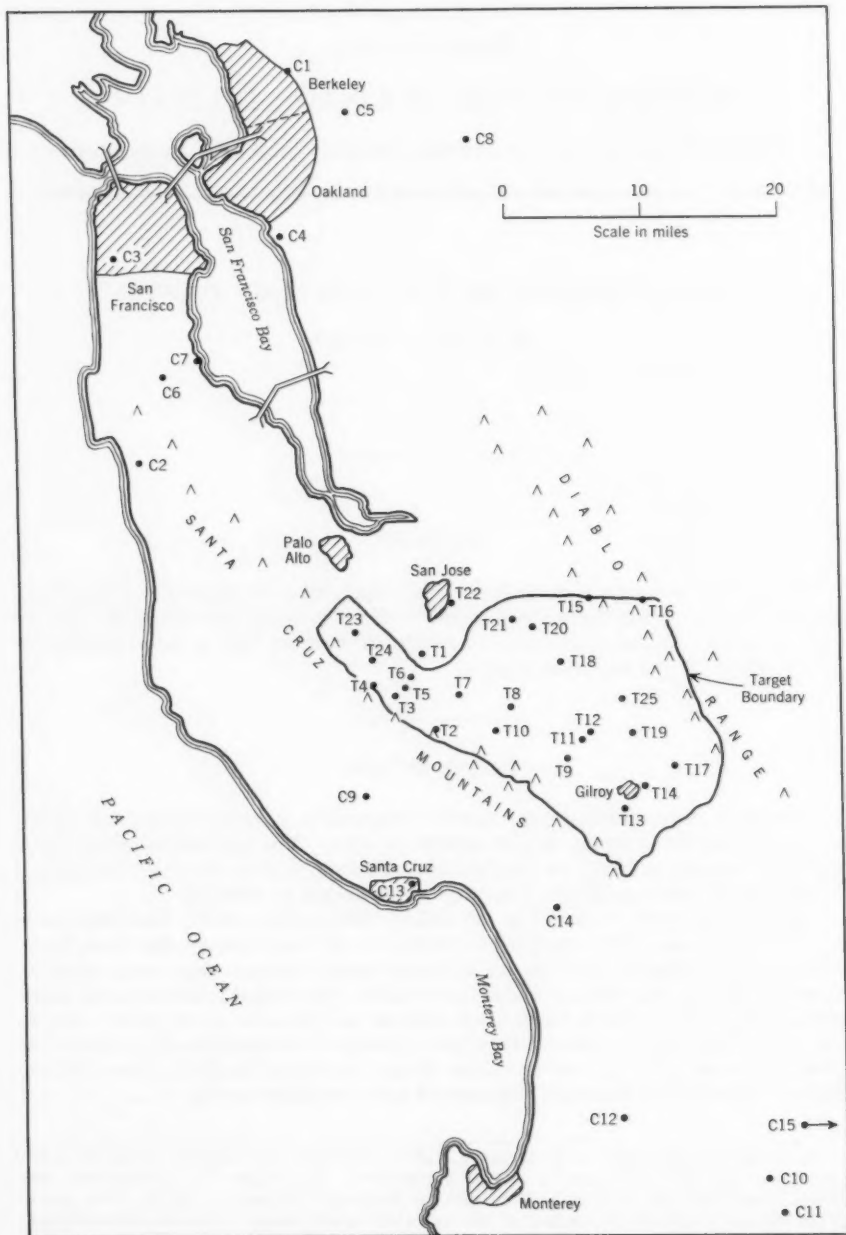 C1
Berkeley
C5
C8
Oakland
0 10 20
Scale in miles
C4
C3
San Francisco Bay
San
Francisco
C7
C6
C2
SANTA
DIABLO
Palo
Alto
San Jose
T22
T15
T16
T23
T21
T20
CRUZ
T24
T1
T18
T6
Target
Boundary
T4
T5
T7
T25
T3
T8
RANGE
T2
T10
T12
T19
T11
MOUNTAINS
T9
T17
Gilroy
T14
C9
T13
PACIFIC OCEAN
Santa Cruz
C13
C14
Monterey Bay
C12
C15
C10
Monterey
C11